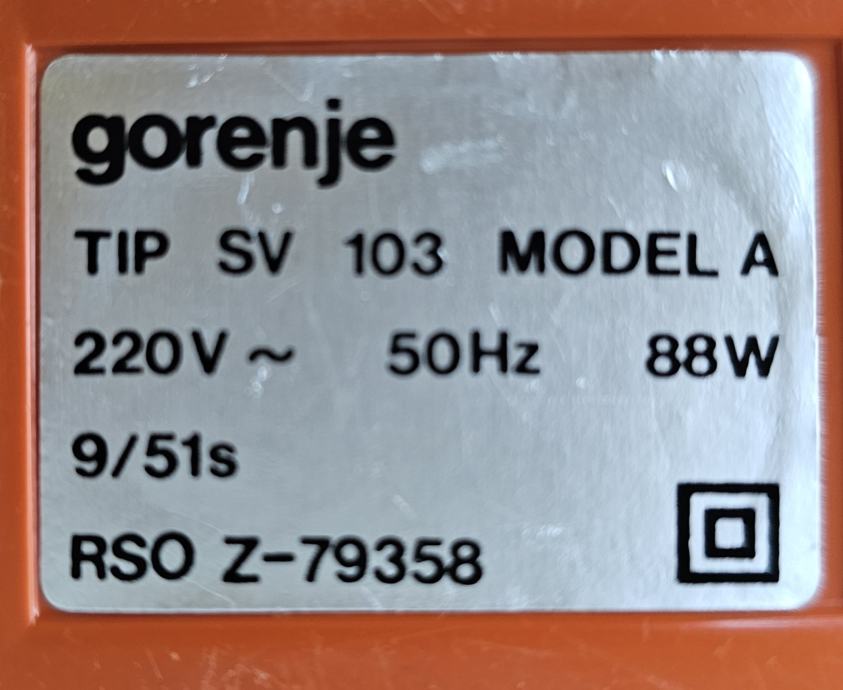 gorenje
TIP SV 103 MODEL A
220V ~ 50Hz 88W
9/51s
RSO Z-79358